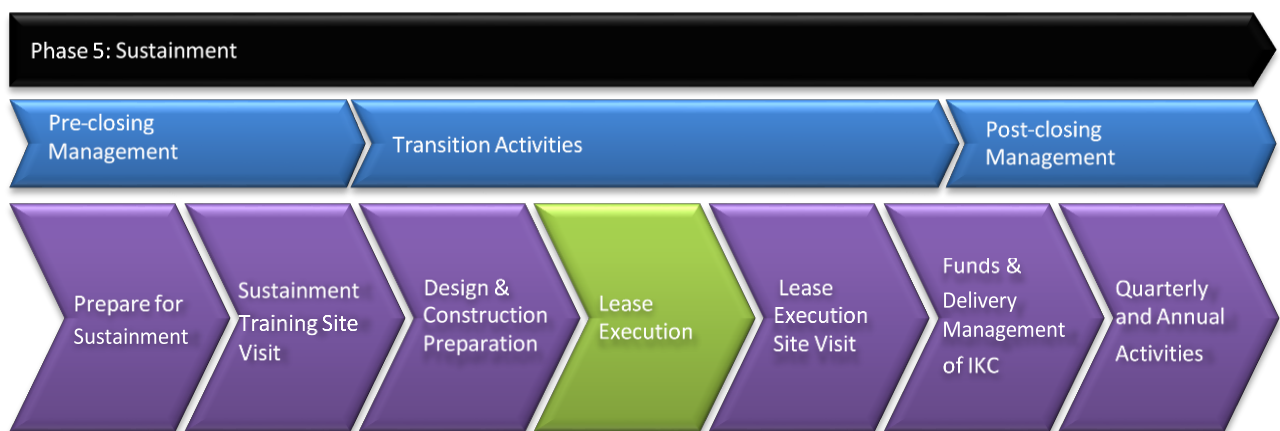 Phase 5: Sustainment
Pre-closing
Management
Transition Activities
Post-closing
Management
Prepare for
Sustainment
Sustainment
Training Site
Visit
Design &
Construction
Preparation
Lease
Execution
Lease
Execution
Site Visit
Funds &
Delivery
Management
of IKC
Quarterly
and Annual
Activities